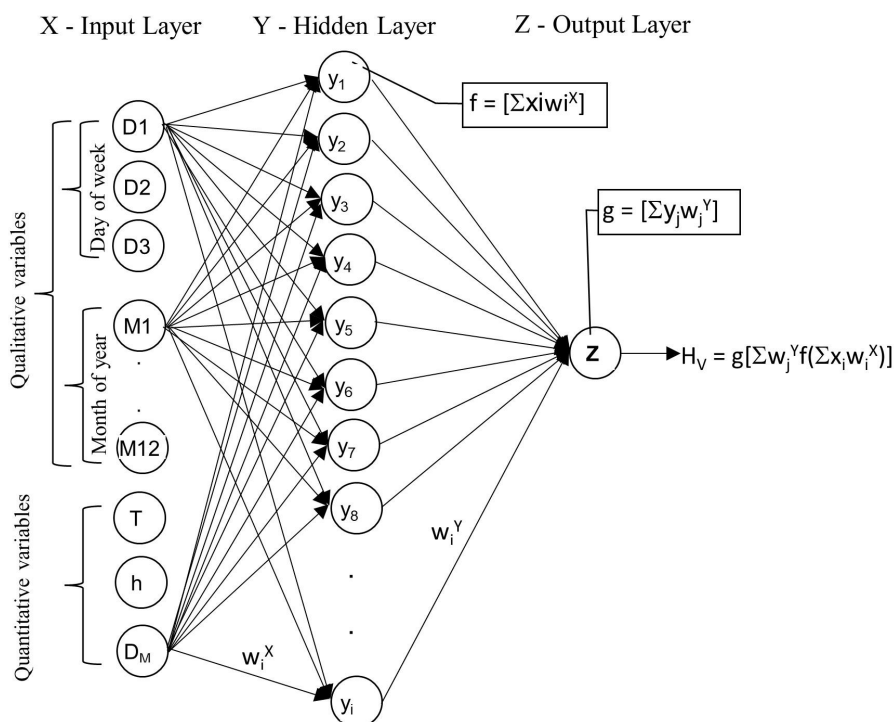 X - Input Layer
Y - Hidden Layer
Z - Output Layer
Qualitative variables
Day of week
D1
D2
D3
Month of year
M1
.
.
M12
Quantitative variables
T
h
D_M
w_i^X
y_1
y_2
y_3
y_4
y_5
y_6
y_7
y_8
.
.
y_i
f = [Σxiwi^X]
w_i^Y
g = [Σy_jw_j^Y]
Z
H_V = g[Σw_j^Yf(Σx_iw_i^X)]